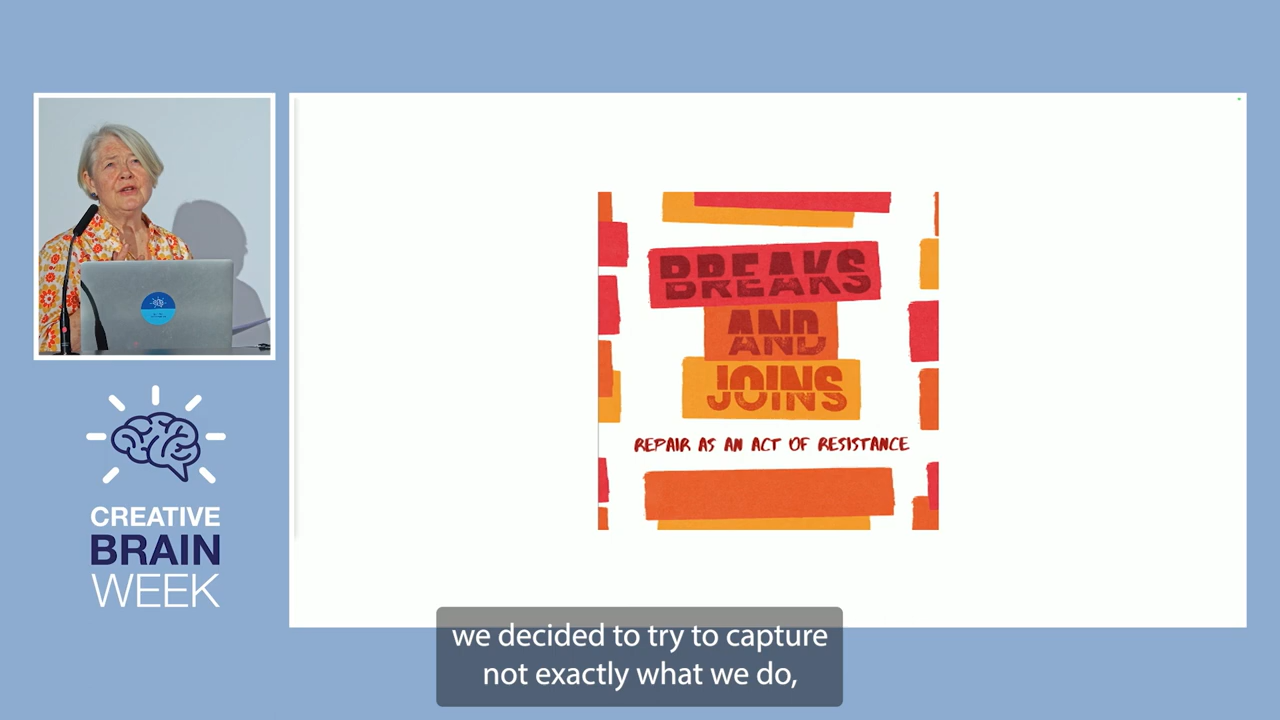 BREAKS
AND
JOINS
REPAIR AS AN ACT OF RESISTANCE
CREATIVE
BRAIN
WEEK
we decided to try to capture
not exactly what we do,